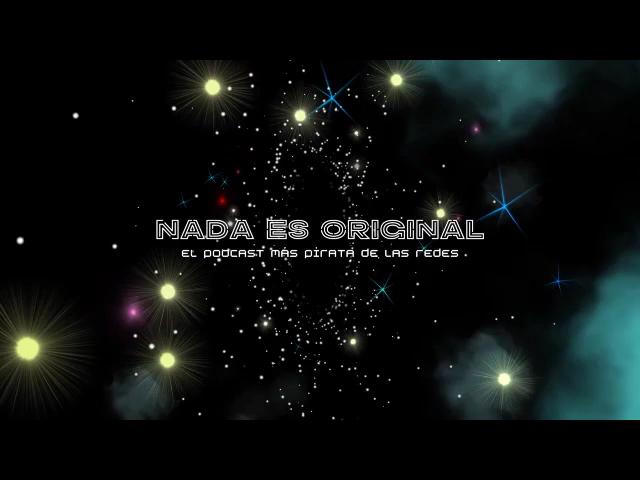 NADA ES ORIGINAL
EL PODCAST MÁS PIRATA DE LAS REDES